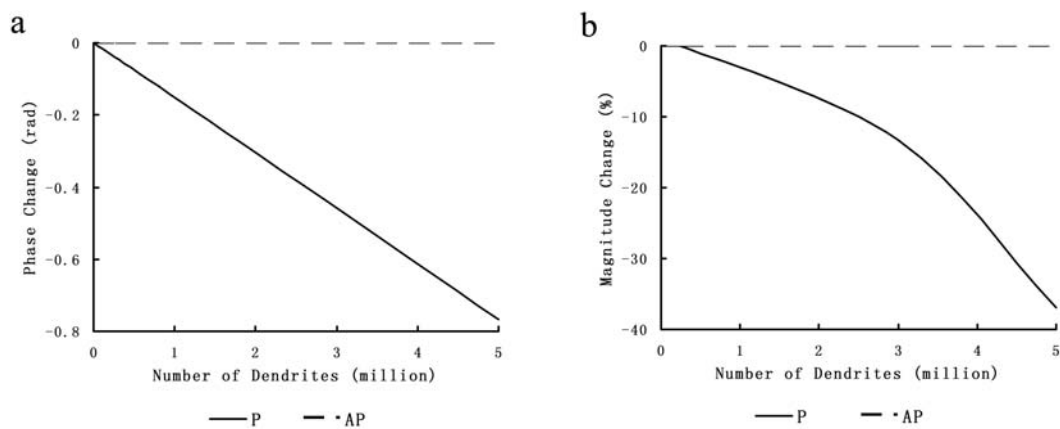 a
0
-0.2
-0.4
-0.6
-0.8
Phase Change (rad)
0 1 2 3 4 5
Number of Dendrites (million)
P AP
b
0
-10
-20
-30
-40
Magnitude Change (%)
0 1 2 3 4 5
Number of Dendrites (million)
P AP